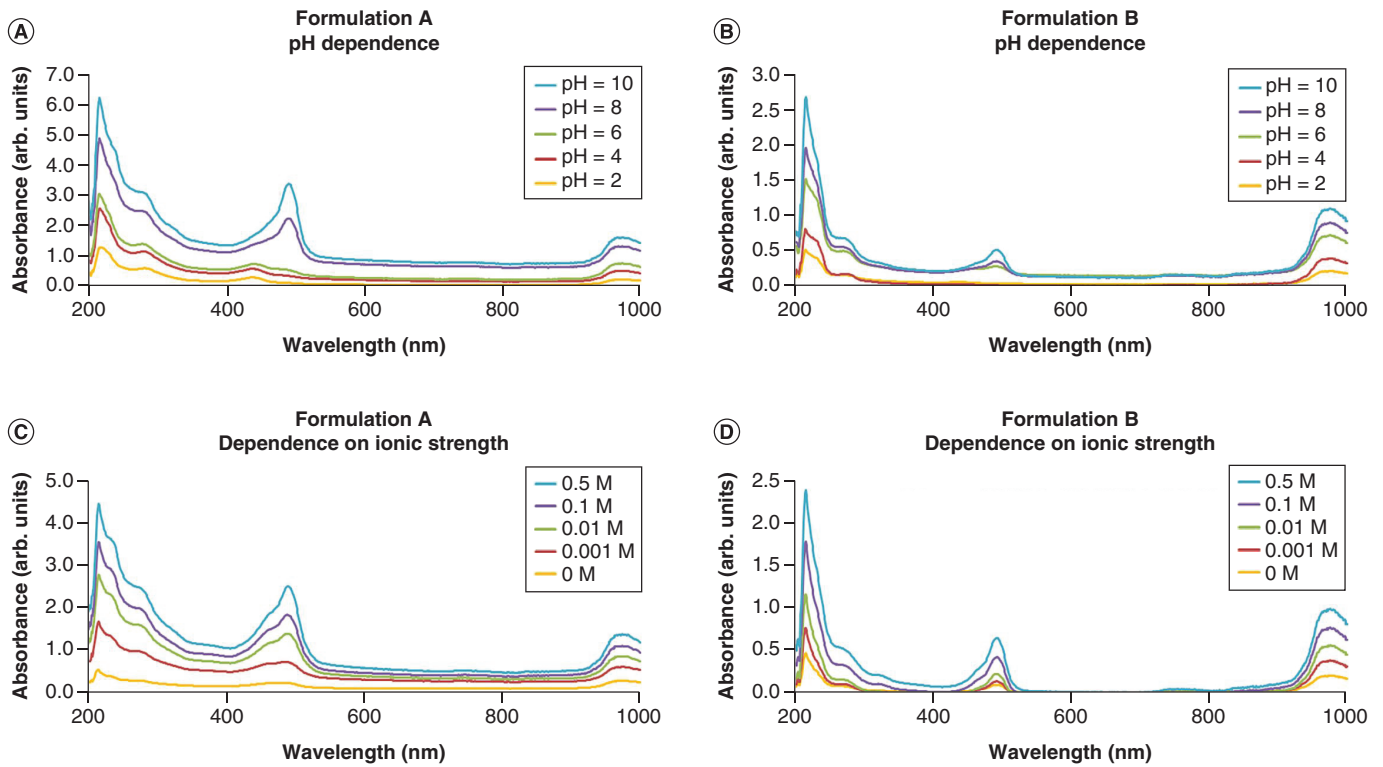 A
Formulation A
pH dependence
Absorbance (arb. units)
7.0
6.0
5.0
4.0
3.0
2.0
1.0
0.0
200
400
600
800
1000
Wavelength (nm)
pH = 10
pH = 8
pH = 6
pH = 4
pH = 2
B
Formulation B
pH dependence
Absorbance (arb. units)
3.0
2.5
2.0
1.5
1.0
0.5
0.0
200
400
600
800
1000
Wavelength (nm)
pH = 10
pH = 8
pH = 6
pH = 4
pH = 2
C
Formulation A
Dependence on ionic strength
Absorbance (arb. units)
5.0
4.0
3.0
2.0
1.0
0.0
200
400
600
800
1000
Wavelength (nm)
0.5 M
0.1 M
0.01 M
0.001 M
0 M
D
Formulation B
Dependence on ionic strength
Absorbance (arb. units)
2.5
2.0
1.5
1.0
0.5
0.0
200
400
600
800
1000
Wavelength (nm)
0.5 M
0.1 M
0.01 M
0.001 M
0 M